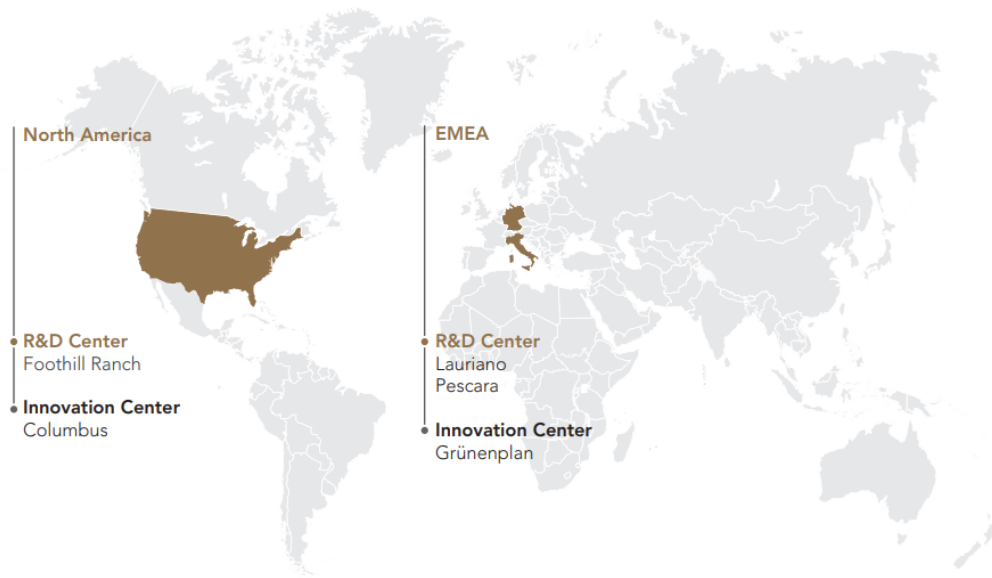 North America
R&D Center
Foothill Ranch
Innovation Center
Columbus
EMEA
R&D Center
Lauriano
Pescara
Innovation Center
Grünenplan